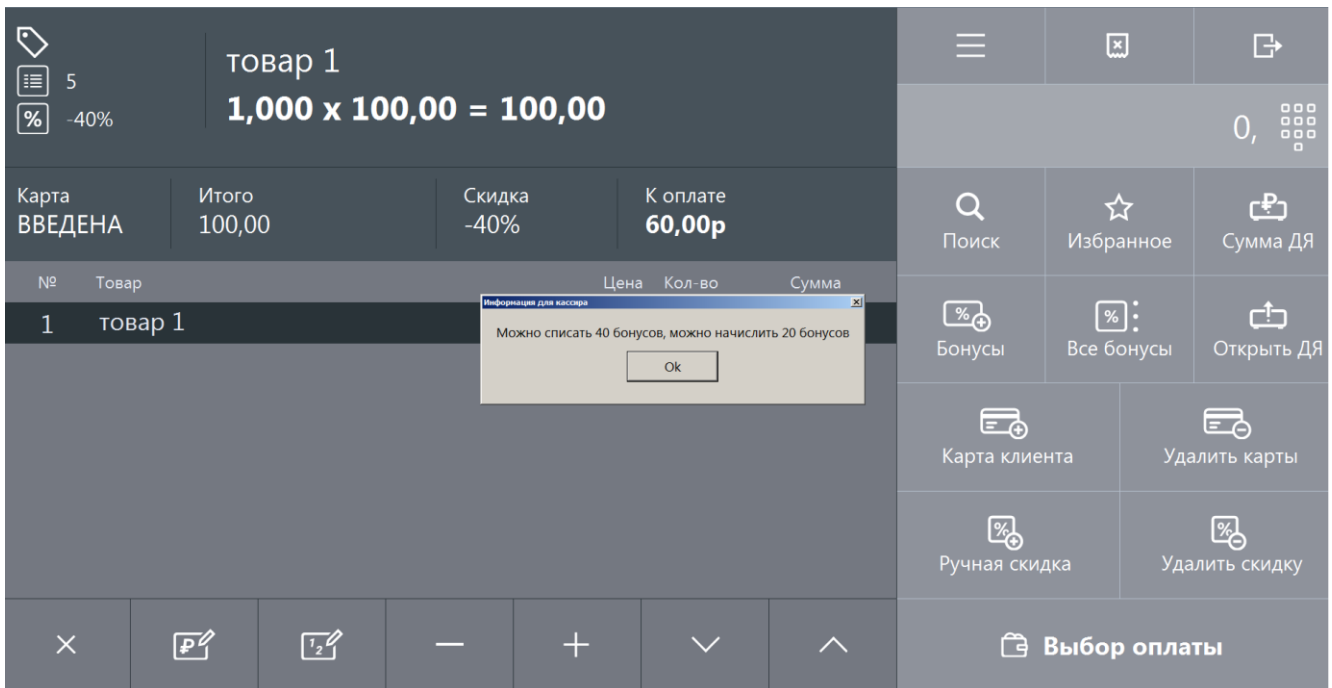 5
% -40%
товар 1
1,000 x 100,00 = 100,00
Карта
ВВЕДЕНА
Итого
100,00
Скидка
-40%
К оплате
60,00р
№ Товар Цена Кол-во Сумма
1 товар 1
Информация для кассира
Можно списать 40 бонусов, можно начислить 20 бонусов
Ok
0,
Поиск
Избранное
₽
Сумма ДЯ
%
Бонусы
%
Все бонусы
Открыть ДЯ
Карта клиента
Удалить карты
%
Ручная скидка
%
Удалить скидку
₽
1 2
Выбор оплаты